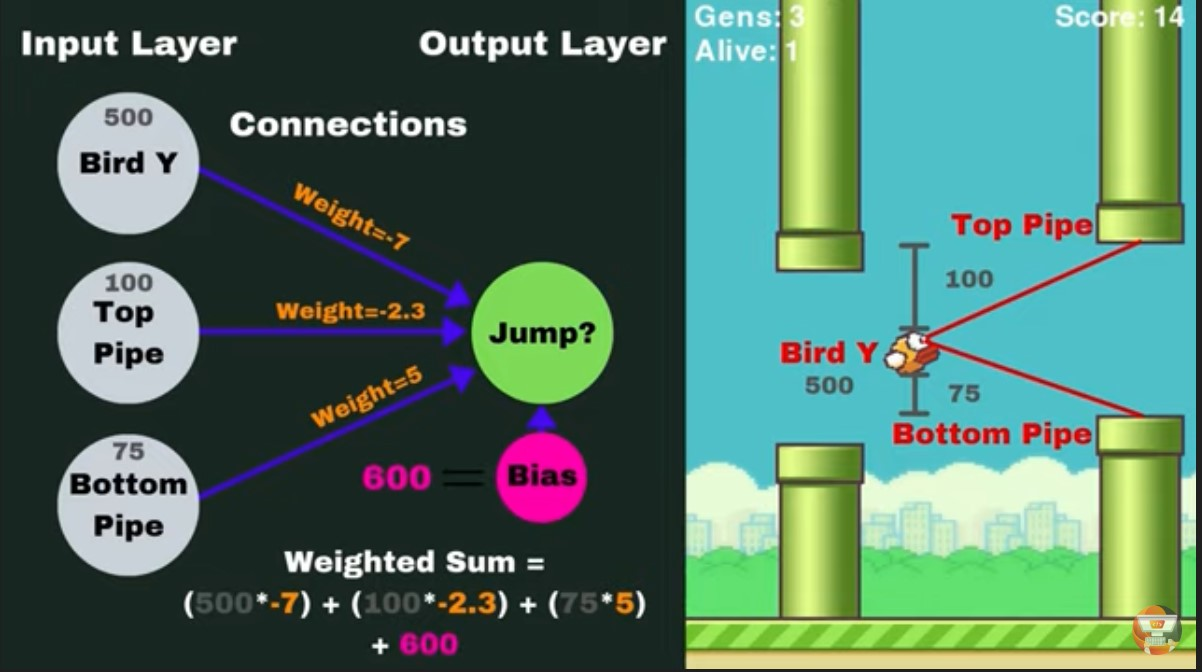 Input Layer
Output Layer
Connections
500
Bird Y
Weight=-7
100
Top
Pipe
Weight=-2.3
Jump?
75
Bottom
Pipe
Weight=5
600 = Bias
Weighted Sum =
(500*-7) + (100*-2.3) + (75*5)
+ 600
Gens: 3
Score: 14
Alive: 1
Top Pipe
100
Bird Y
500
75
Bottom Pipe